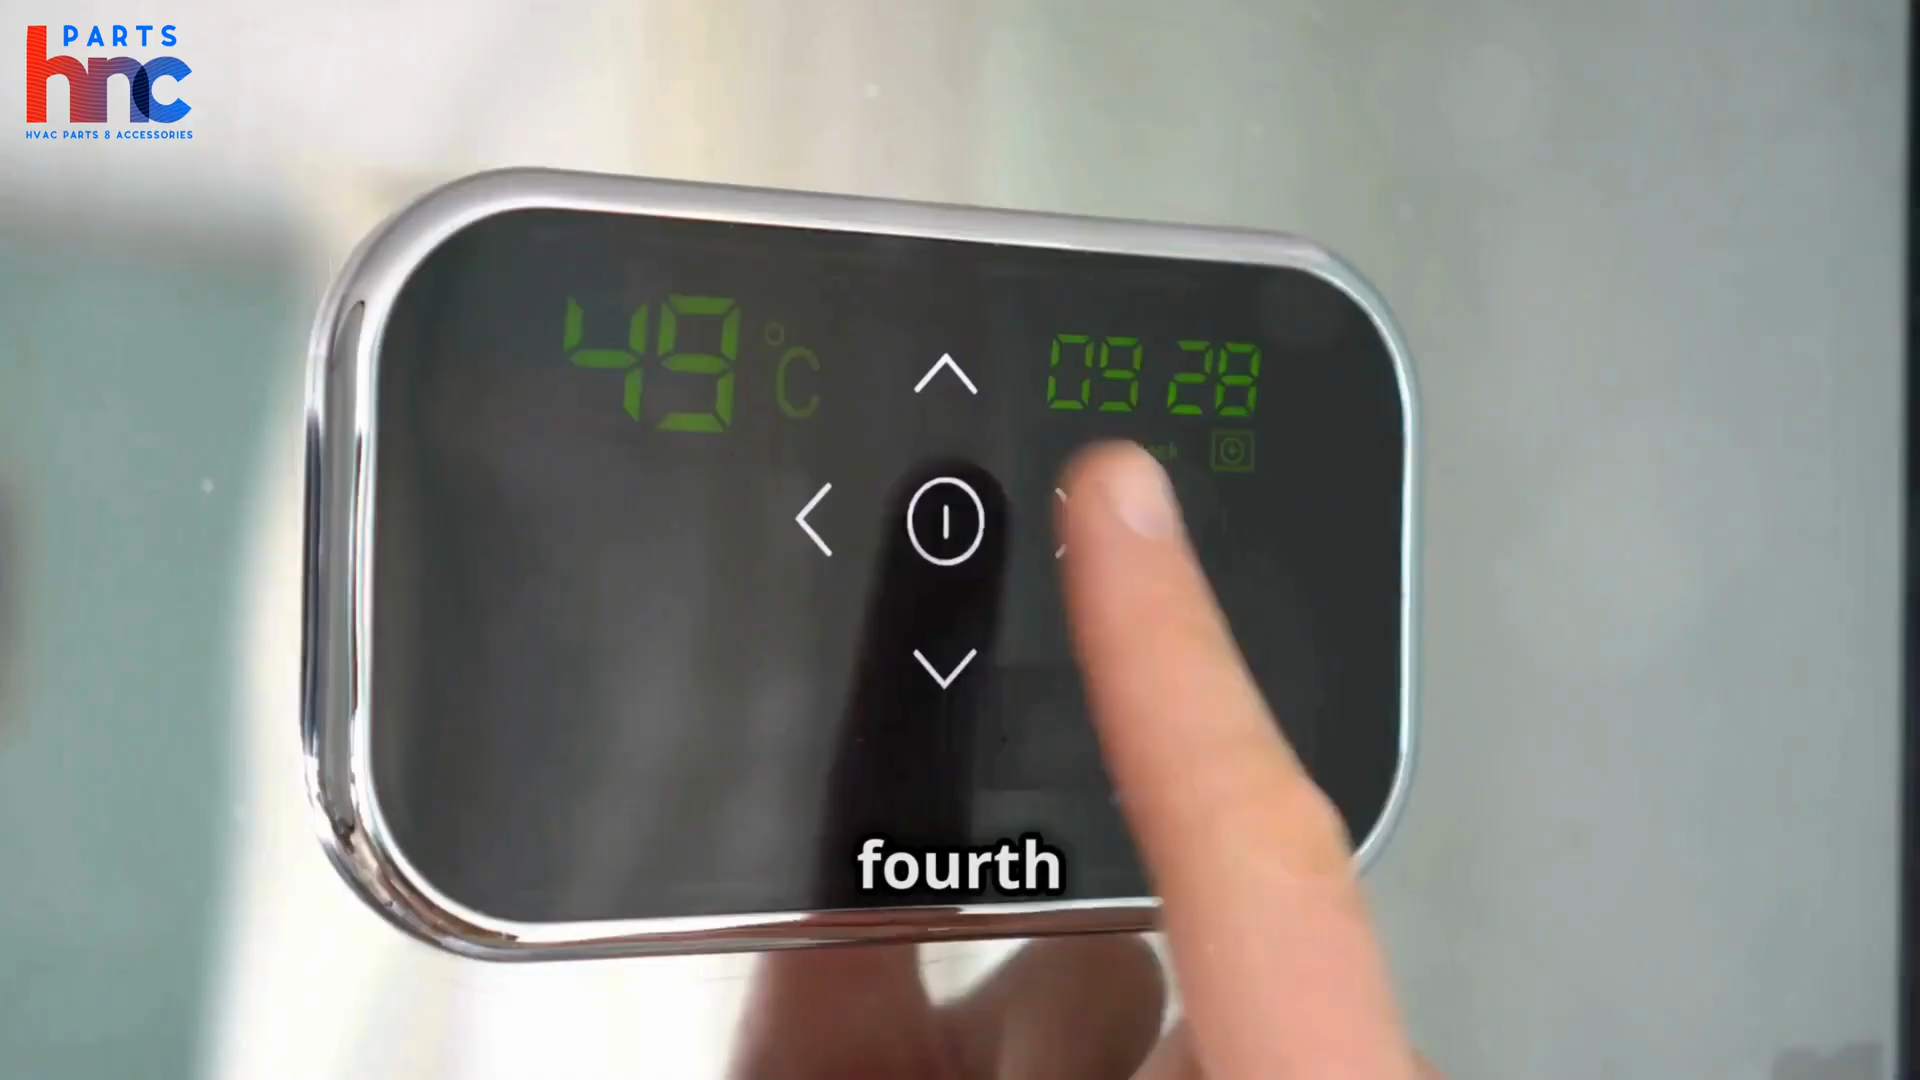 PARTS
hnc
HVAC PARTS & ACCESSORIES
49 °C
09 28
fourth